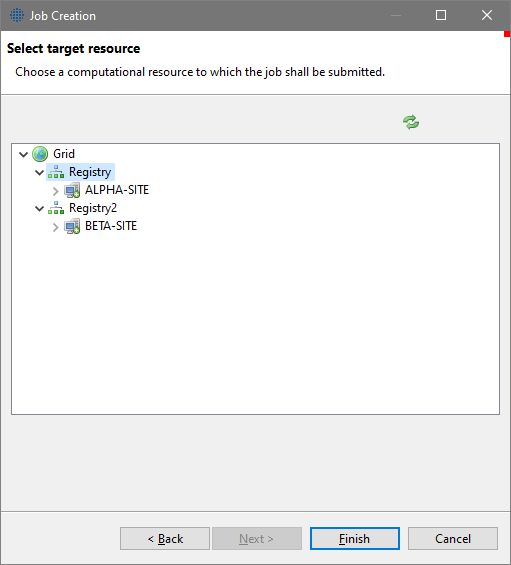 Job Creation
Select target resource
Choose a computational resource to which the job shall be submitted.
Grid
Registry
ALPHA-SITE
Registry2
BETA-SITE
< Back
Next >
Finish
Cancel